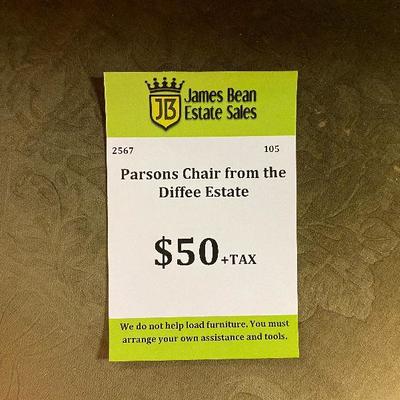 JB
James Bean
Estate Sales
2567
105
Parsons Chair from the
Diffee Estate
$50+TAX
We do not help load furniture. You must
arrange your own assistance and tools.